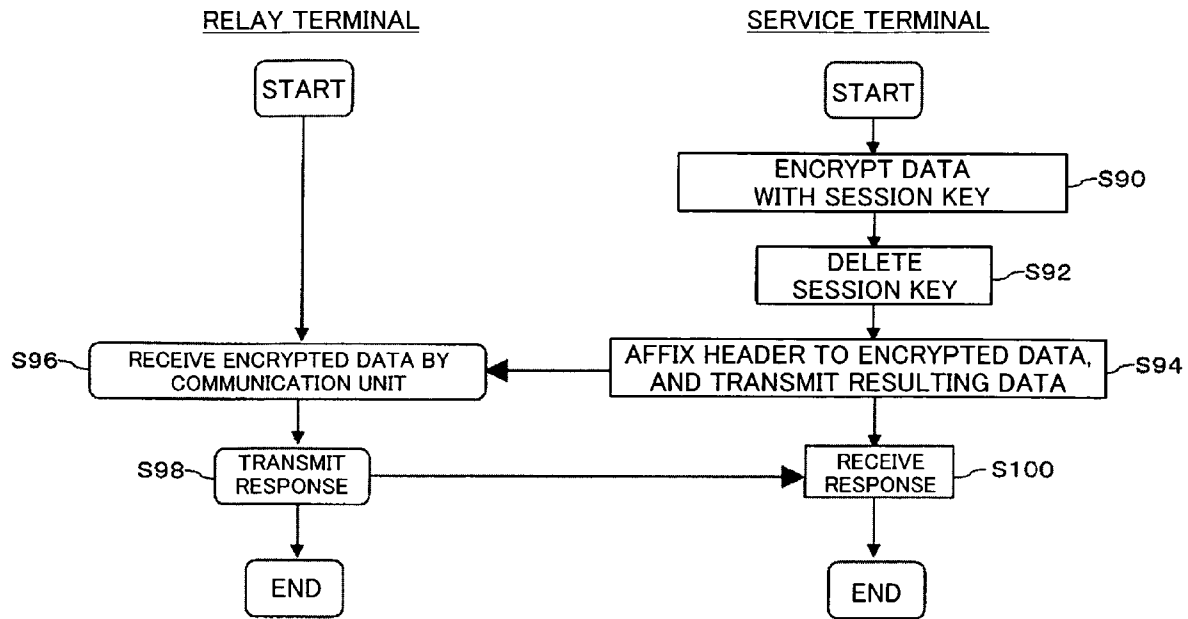 RELAY TERMINAL
SERVICE TERMINAL
START
START
ENCRYPT DATA
WITH SESSION KEY
S90
DELETE
SESSION KEY
S92
S96
RECEIVE ENCRYPTED DATA BY
COMMUNICATION UNIT
AFFIX HEADER TO ENCRYPTED DATA,
AND TRANSMIT RESULTING DATA
S94
S98
TRANSMIT
RESPONSE
RECEIVE
RESPONSE
S100
END
END